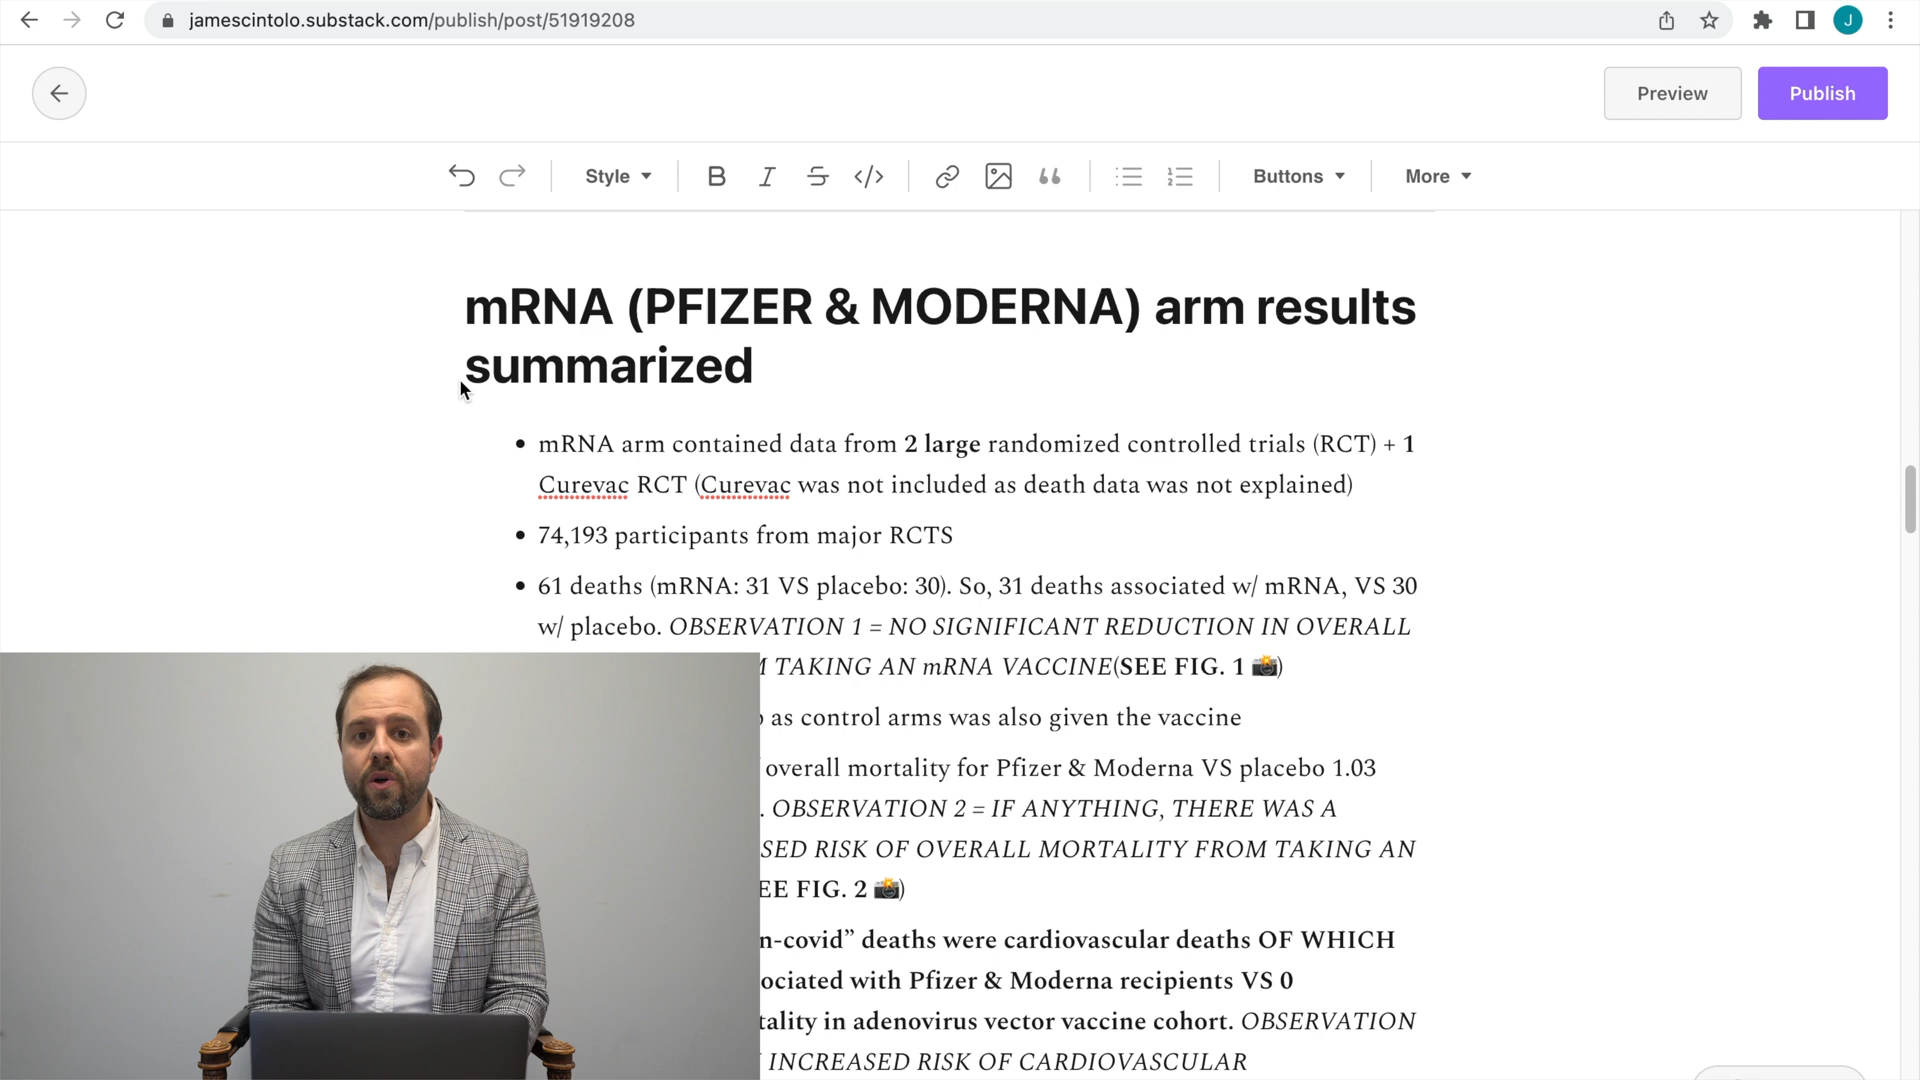 jamescintolo.substack.com/publish/post/51919208
J
Preview
Publish
Style
B
I
S
Buttons
More
mRNA (PFIZER & MODERNA) arm results
summarized
mRNA arm contained data from 2 large randomized controlled trials (RCT) + 1
Curevac RCT (Curevac was not included as death data was not explained)
74,193 participants from major RCTS
61 deaths (mRNA: 31 VS placebo: 30). So, 31 deaths associated w/ mRNA, VS 30
w/ placebo. OBSERVATION 1 = NO SIGNIFICANT REDUCTION IN OVERALL
TAKING AN mRNA VACCINE(SEE FIG. 1 📸)
as control arms was also given the vaccine
overall mortality for Pfizer & Moderna VS placebo 1.03
. OBSERVATION 2 = IF ANYTHING, THERE WAS A
SED RISK OF OVERALL MORTALITY FROM TAKING AN
EE FIG. 2 📸)
n-covid” deaths were cardiovascular deaths OF WHICH
ociated with Pfizer & Moderna recipients VS 0
tality in adenovirus vector vaccine cohort. OBSERVATION
INCREASED RISK OF CARDIOVASCULAR